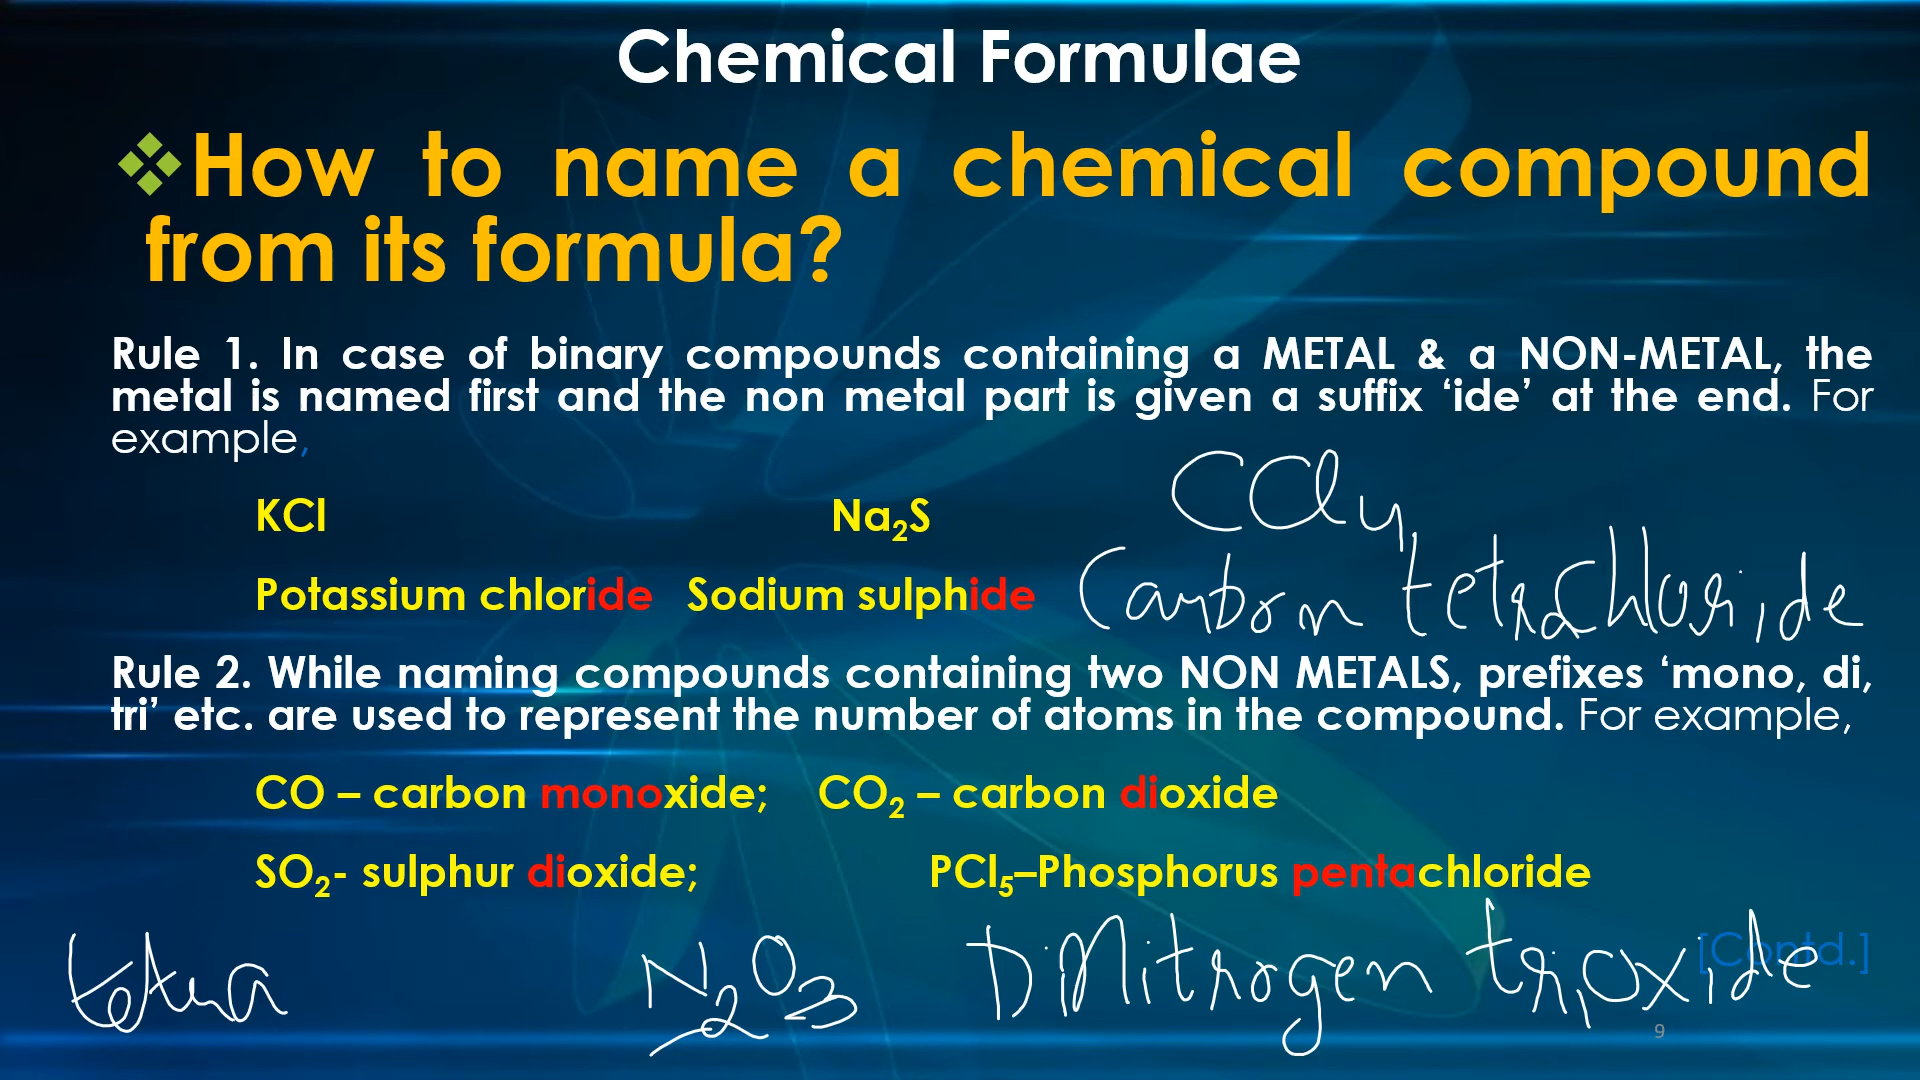 Chemical Formulae
❖How to name a chemical compound
from its formula?
Rule 1. In case of binary compounds containing a METAL & a NON-METAL, the
metal is named first and the non metal part is given a suffix ‘ide’ at the end. For
example,
KCl Na₂S
CCl4
Potassium chloride Sodium sulphide
Carbon tetrachloride
Rule 2. While naming compounds containing two NON METALS, prefixes ‘mono, di,
tri’ etc. are used to represent the number of atoms in the compound. For example,
CO – carbon monoxide; CO₂ – carbon dioxide
SO₂- sulphur dioxide; PCl₅–Phosphorus pentachloride
tetra N₂O₃ DiNitrogen trioxide
[Contd.]
9